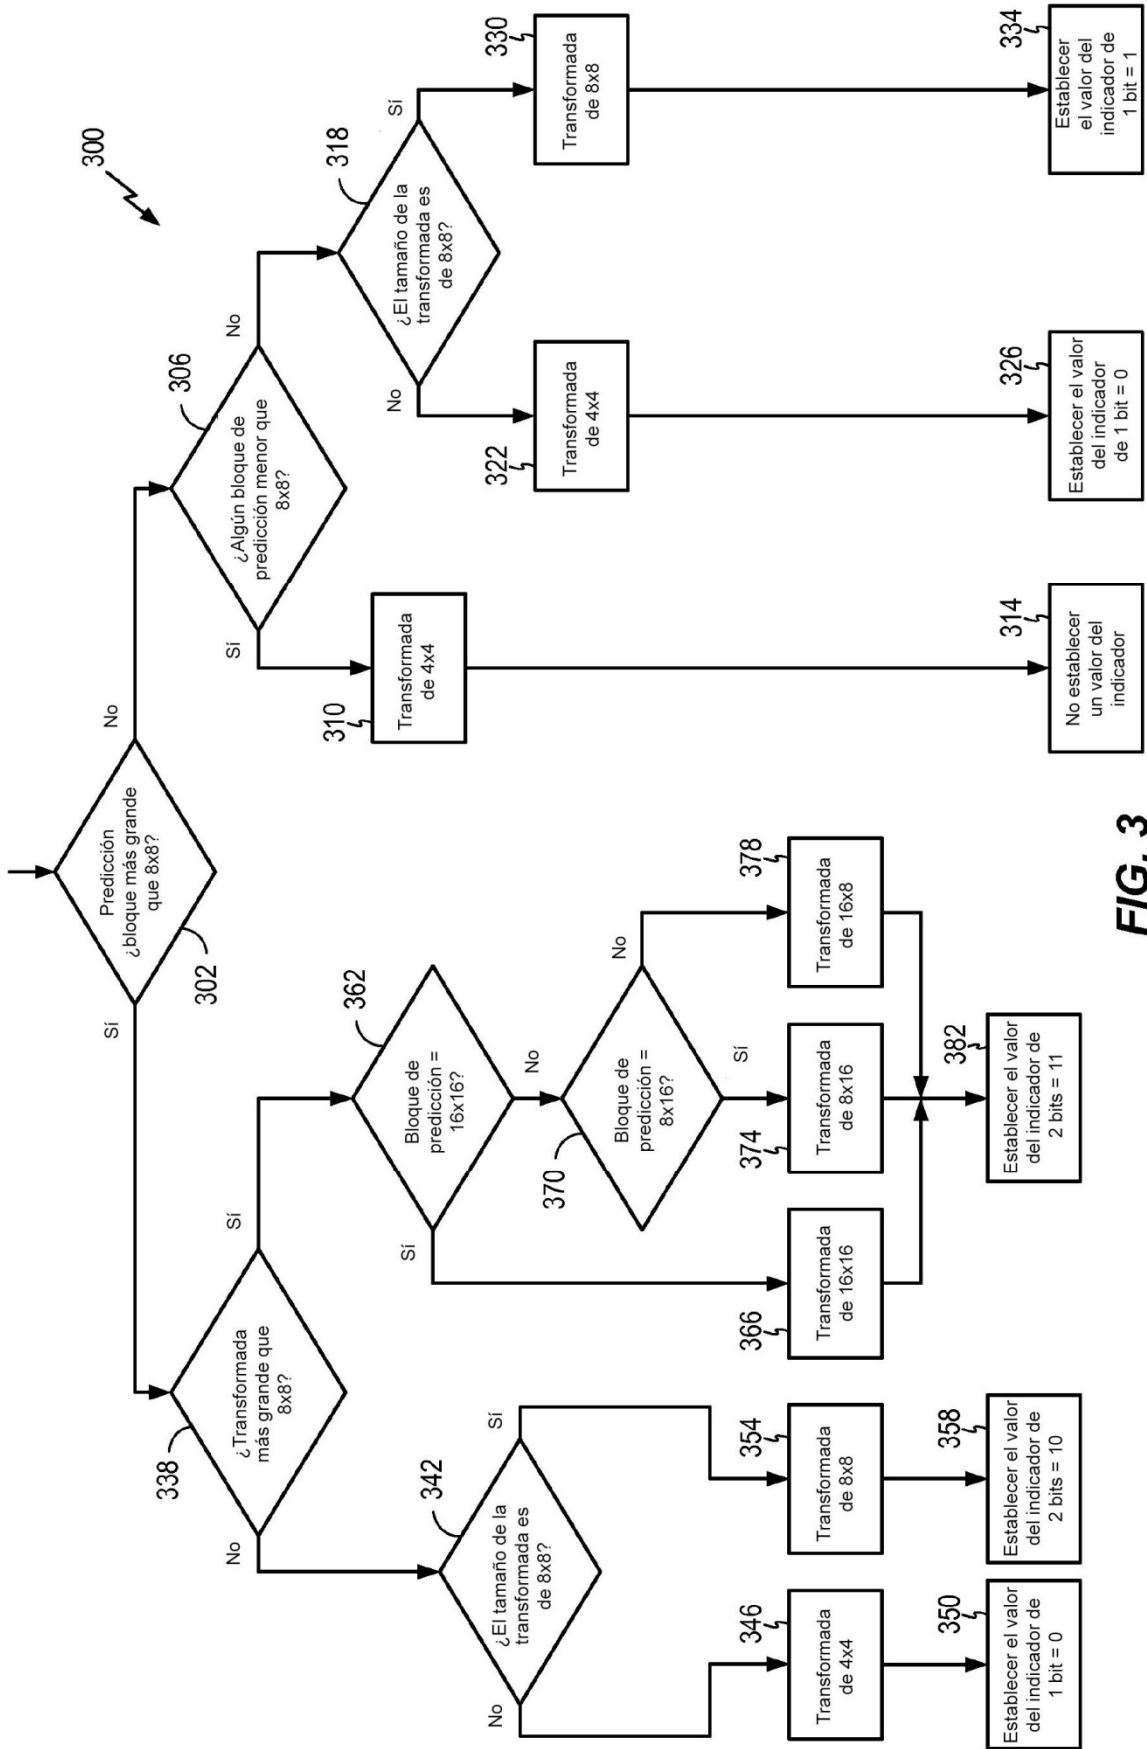 300
Predicción
¿bloque más grande
que 8x8?
302
Sí
No
¿Transformada
más grande que
8x8?
338
No
Sí
¿El tamaño de la
transformada es
de 8x8?
342
No
Sí
Transformada
de 4x4
346
Establecer el valor
del indicador de
1 bit = 0
350
Transformada
de 8x8
354
Establecer el valor
del indicador de
2 bits = 10
358
Bloque de
predicción =
16x16?
362
Sí
No
Transformada
de 16x16
366
Bloque de
predicción =
8x16?
370
Sí
No
Transformada
de 8x16
374
Transformada
de 16x8
378
Establecer el valor
del indicador de
2 bits = 11
382
¿Algún bloque de
predicción menor que
8x8?
306
Sí
No
Transformada
de 4x4
310
No establecer
un valor del
indicador
314
¿El tamaño de la
transformada es
de 8x8?
318
No
Sí
Transformada
de 4x4
322
Establecer el valor
del indicador
de 1 bit = 0
326
Transformada
de 8x8
330
Establecer
el valor del
indicador de
1 bit = 1
334
FIG. 3